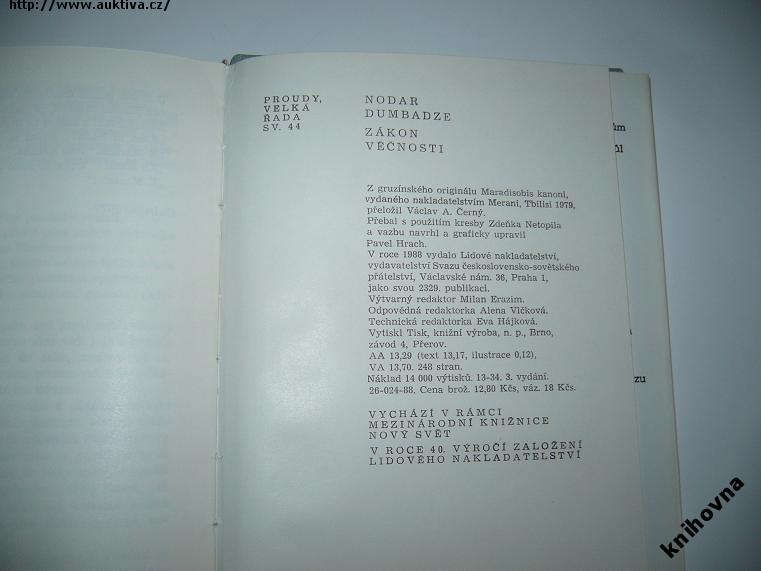 http://www.auktiva.cz/
PROUDY,
VELKÁ
ŘADA
SV. 44
NODAR
DUMBADZE
ZÁKON
VĚČNOSTI
Z gruzínského originálu Maradisobis kanoni,
vydaného nakladatelstvím Merani, Tbilisi 1979,
přeložil Václav A. Černý.
Přebal s použitím kresby Zdeňka Netopila
a vazbu navrhl a graficky upravil
Pavel Hrach.
V roce 1988 vydalo Lidové nakladatelství,
vydavatelství Svazu československo-sovětského
přátelství, Václavské nám. 36, Praha 1,
jako svou 2329. publikaci.
Výtvarný redaktor Milan Erazim.
Odpovědná redaktorka Alena Vlčková.
Technická redaktorka Eva Hájková.
Vytiskl Tisk, knižní výroba, n. p., Brno,
závod 4, Přerov.
AA 13,29 (text 13,17, ilustrace 0,12),
VA 13,70. 248 stran.
Náklad 14 000 výtisků. 13-34. 3. vydání.
26-024-88. Cena brož. 12,80 Kčs, váz. 18 Kčs.
VYCHÁZÍ V RÁMCI
MEZINÁRODNÍ KNIŽNICE
NOVÝ SVĚT
V ROCE 40. VÝROČÍ ZALOŽENÍ
LIDOVÉHO NAKLADATELSTVÍ
zu
knihovna